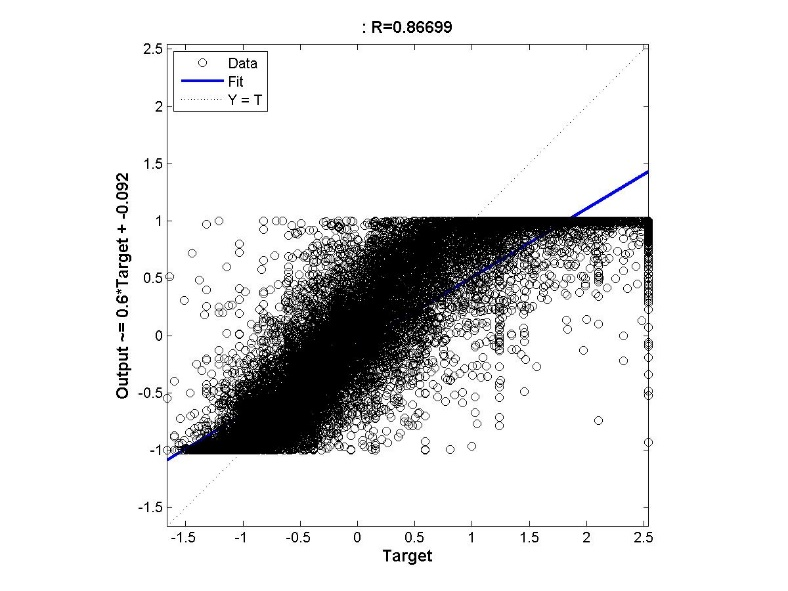 : R=0.86699
2.5
2
1.5
1
0.5
0
-0.5
-1
-1.5
Data
Fit
Y = T
Output ~= 0.6*Target + -0.092
-1.5 -1 -0.5 0 0.5 1 1.5 2 2.5
Target